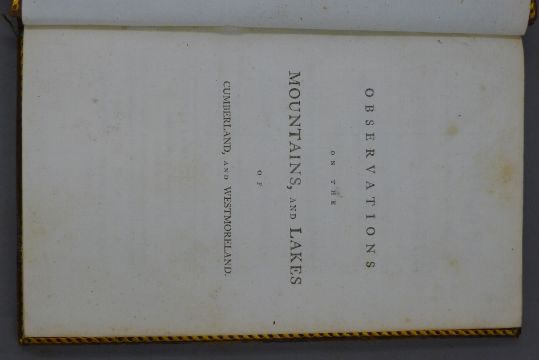 OBSERVATIONS
ON THE
MOUNTAINS, AND LAKES
OF
CUMBERLAND, AND WESTMORELAND.